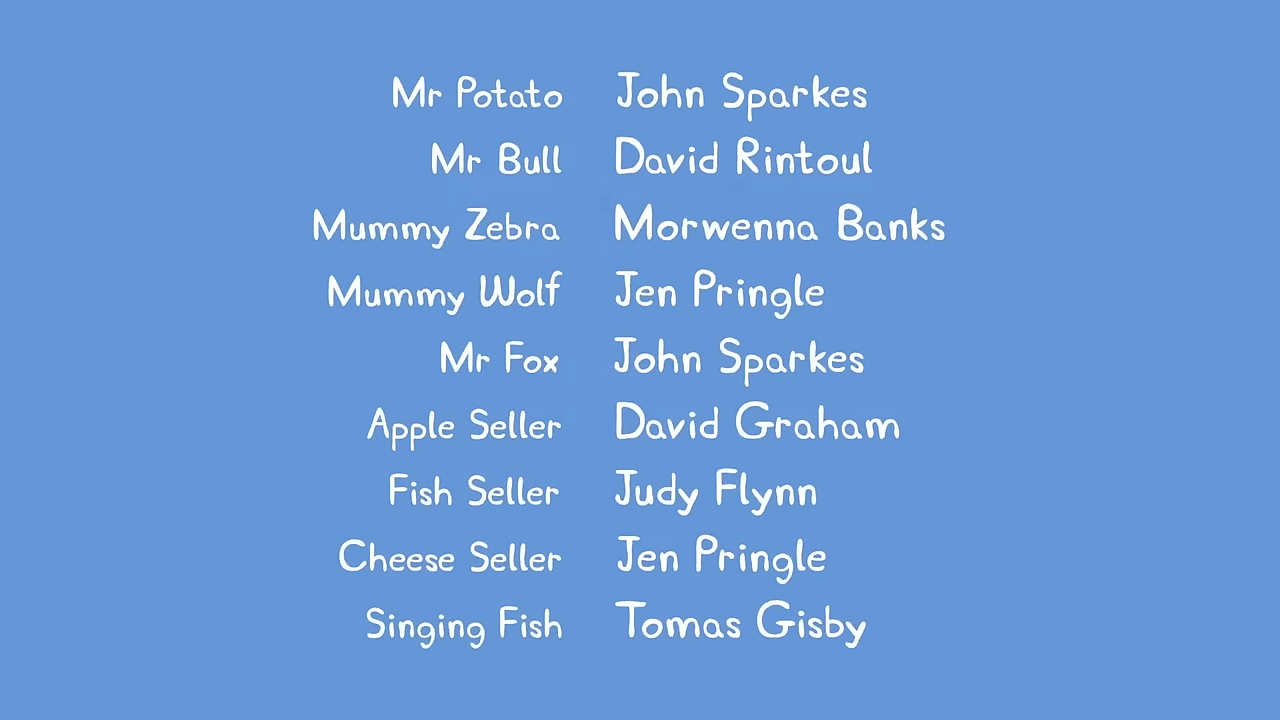 Mr Potato John Sparkes
Mr Bull David Rintoul
Mummy Zebra Morwenna Banks
Mummy Wolf Jen Pringle
Mr Fox John Sparkes
Apple Seller David Graham
Fish Seller Judy Flynn
Cheese Seller Jen Pringle
Singing Fish Tomas Gisby